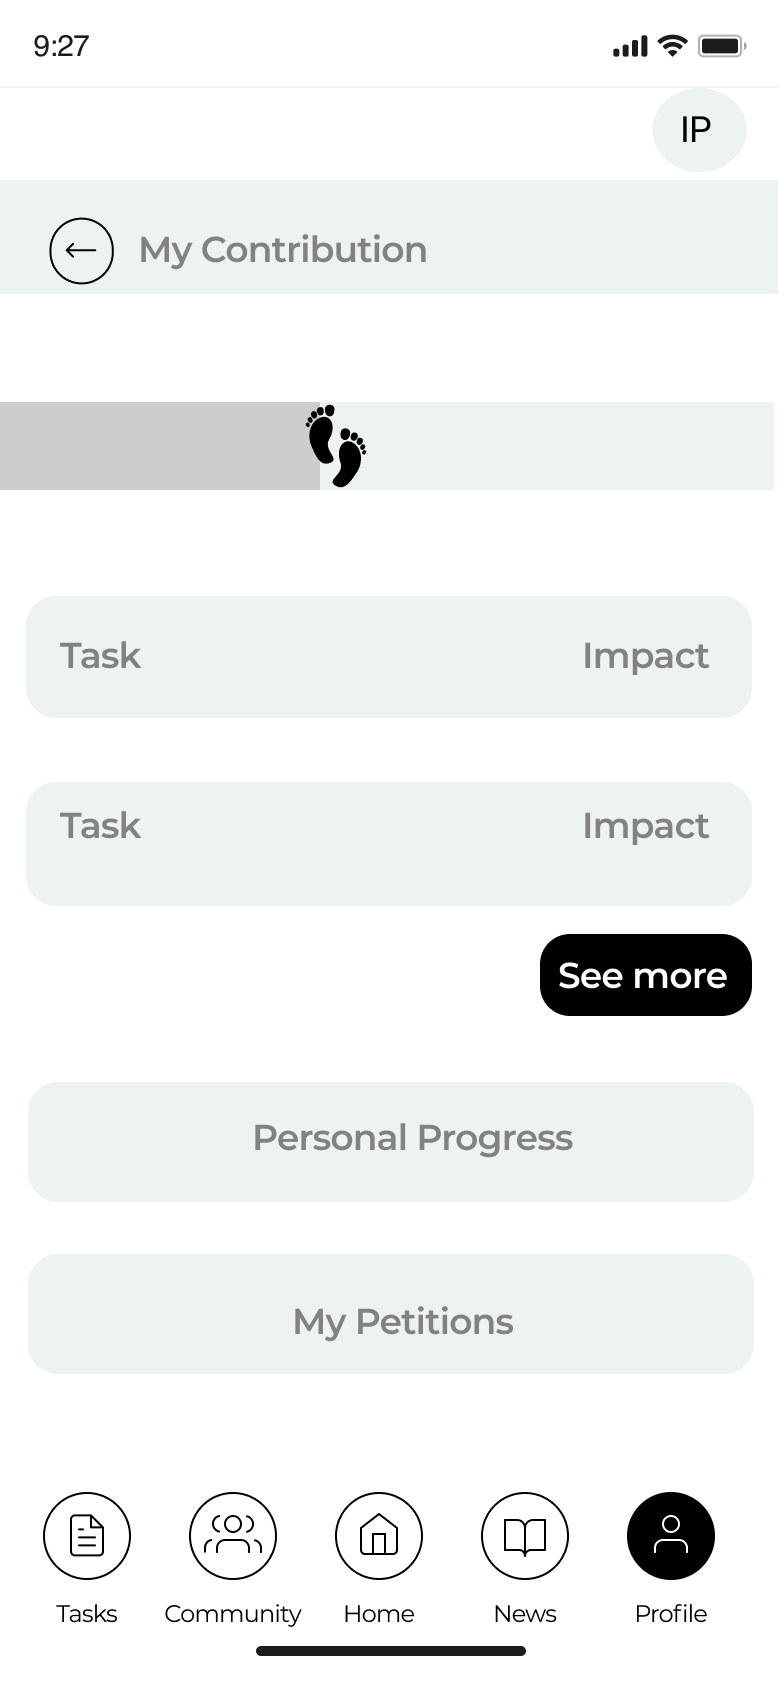 9:27
IP
My Contribution
Task Impact
Task Impact
See more
Personal Progress
My Petitions
Tasks Community Home News Profile